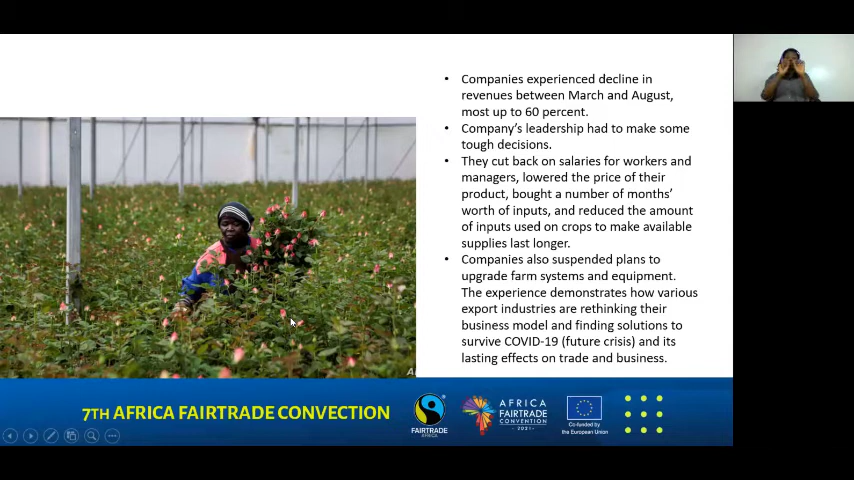 • Companies experienced decline in
revenues between March and August,
most up to 60 percent.
• Company's leadership had to make some
tough decisions.
• They cut back on salaries for workers and
managers, lowered the price of their
product, bought a number of months'
worth of inputs, and reduced the amount
of inputs used on crops to make available
supplies last longer.
• Companies also suspended plans to
upgrade farm systems and equipment.
The experience demonstrates how various
export industries are rethinking their
business model and finding solutions to
survive COVID-19 (future crisis) and its
lasting effects on trade and business.
7TH AFRICA FAIRTRADE CONVECTION
FAIRTRADE
AFRICA
AFRICA
FAIRTRADE
CONVENTION
- 2021 -
Co-funded by
the European Union